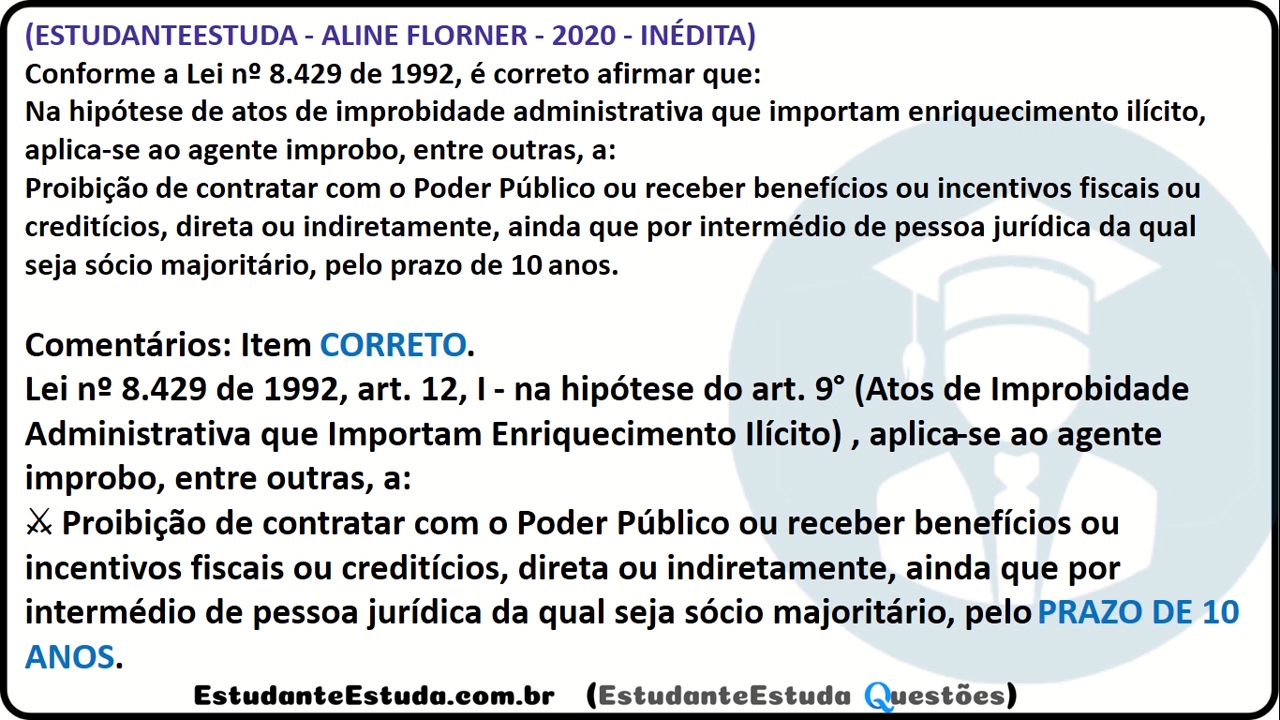 (ESTUDANTEESTUDA - ALINE FLORNER - 2020 - INÉDITA)
Conforme a Lei nº 8.429 de 1992, é correto afirmar que:
Na hipótese de atos de improbidade administrativa que importam enriquecimento ilícito,
aplica-se ao agente improbo, entre outras, a:
Proibição de contratar com o Poder Público ou receber benefícios ou incentivos fiscais ou
creditícios, direta ou indiretamente, ainda que por intermédio de pessoa jurídica da qual
seja sócio majoritário, pelo prazo de 10 anos.
Comentários: Item CORRETO.
Lei nº 8.429 de 1992, art. 12, I - na hipótese do art. 9° (Atos de Improbidade
Administrativa que Importam Enriquecimento Ilícito) , aplica-se ao agente
improbo, entre outras, a:
⚔ Proibição de contratar com o Poder Público ou receber benefícios ou
incentivos fiscais ou creditícios, direta ou indiretamente, ainda que por
intermédio de pessoa jurídica da qual seja sócio majoritário, pelo PRAZO DE 10
ANOS.
EstudanteEstuda.com.br (EstudanteEstuda Questões)